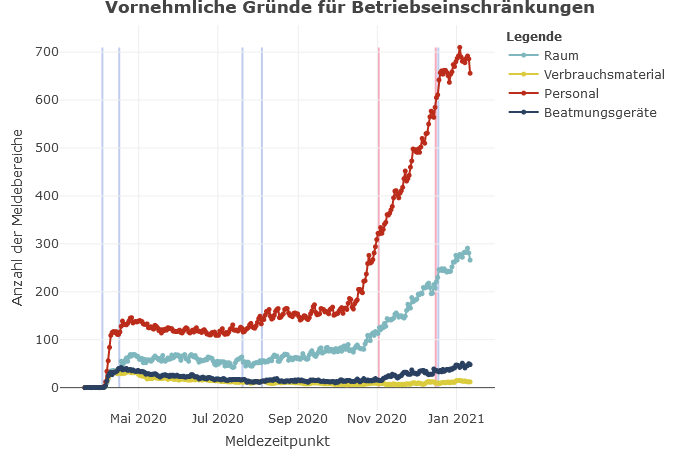 Vornehmliche Gründe für Betriebseinschränkungen
Legende
Raum
Verbrauchsmaterial
Personal
Beatmungsgeräte
Anzahl der Meldebereiche
700
600
500
400
300
200
100
0
Mai 2020
Jul 2020
Sep 2020
Nov 2020
Jan 2021
Meldezeitpunkt